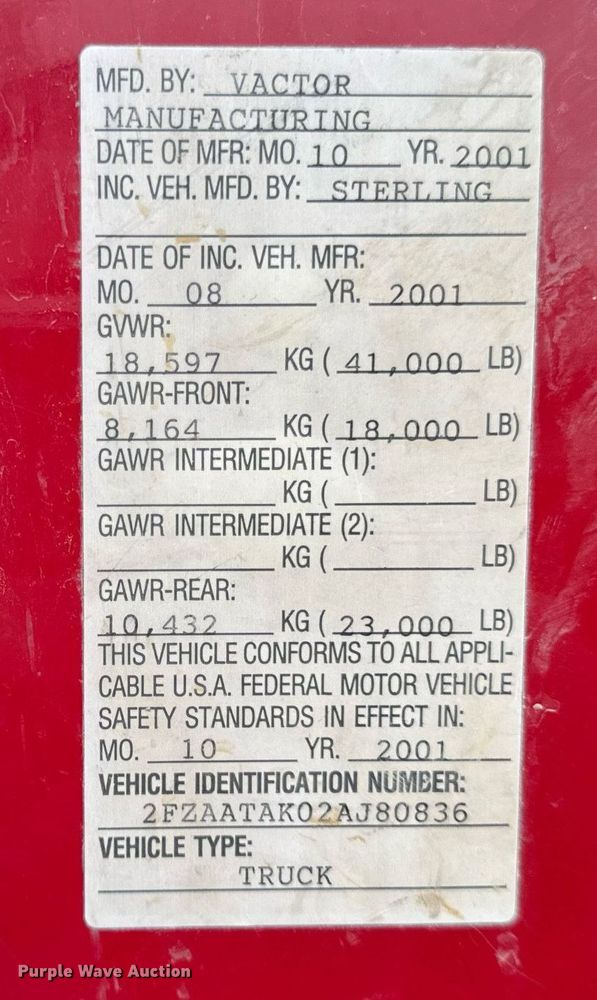 MFD. BY: VACTOR
MANUFACTURING
DATE OF MFR: MO. 10 YR. 2001
INC. VEH. MFD. BY: STERLING
DATE OF INC. VEH. MFR:
MO. 08 YR. 2001
GVWR:
18,597 KG ( 41,000 LB)
GAWR-FRONT:
8,164 KG ( 18,000 LB)
GAWR INTERMEDIATE (1):
KG ( LB)
GAWR INTERMEDIATE (2):
KG ( LB)
GAWR-REAR:
10,432 KG ( 23,000 LB)
THIS VEHICLE CONFORMS TO ALL APPLI-
CABLE U.S.A. FEDERAL MOTOR VEHICLE
SAFETY STANDARDS IN EFFECT IN:
MO. 10 YR. 2001
VEHICLE IDENTIFICATION NUMBER:
2FZAATAK02AJ80836
VEHICLE TYPE:
TRUCK
Purple Wave Auction